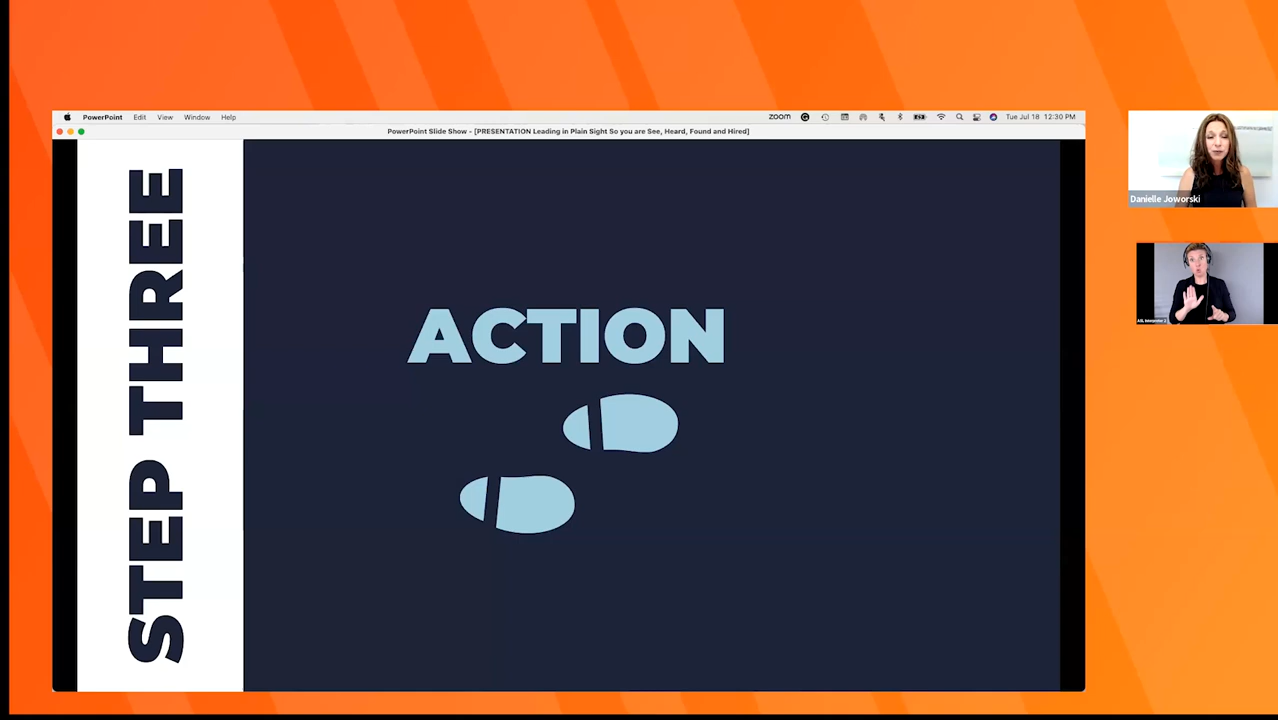 PowerPoint Edit View Window Help
zoom Tue Jul 18 12:30 PM
PowerPoint Slide Show - [PRESENTATION Leading in Plain Sight So you are See, Heard, Found and Hired]
STEP THREE
ACTION
Danielle Joworski